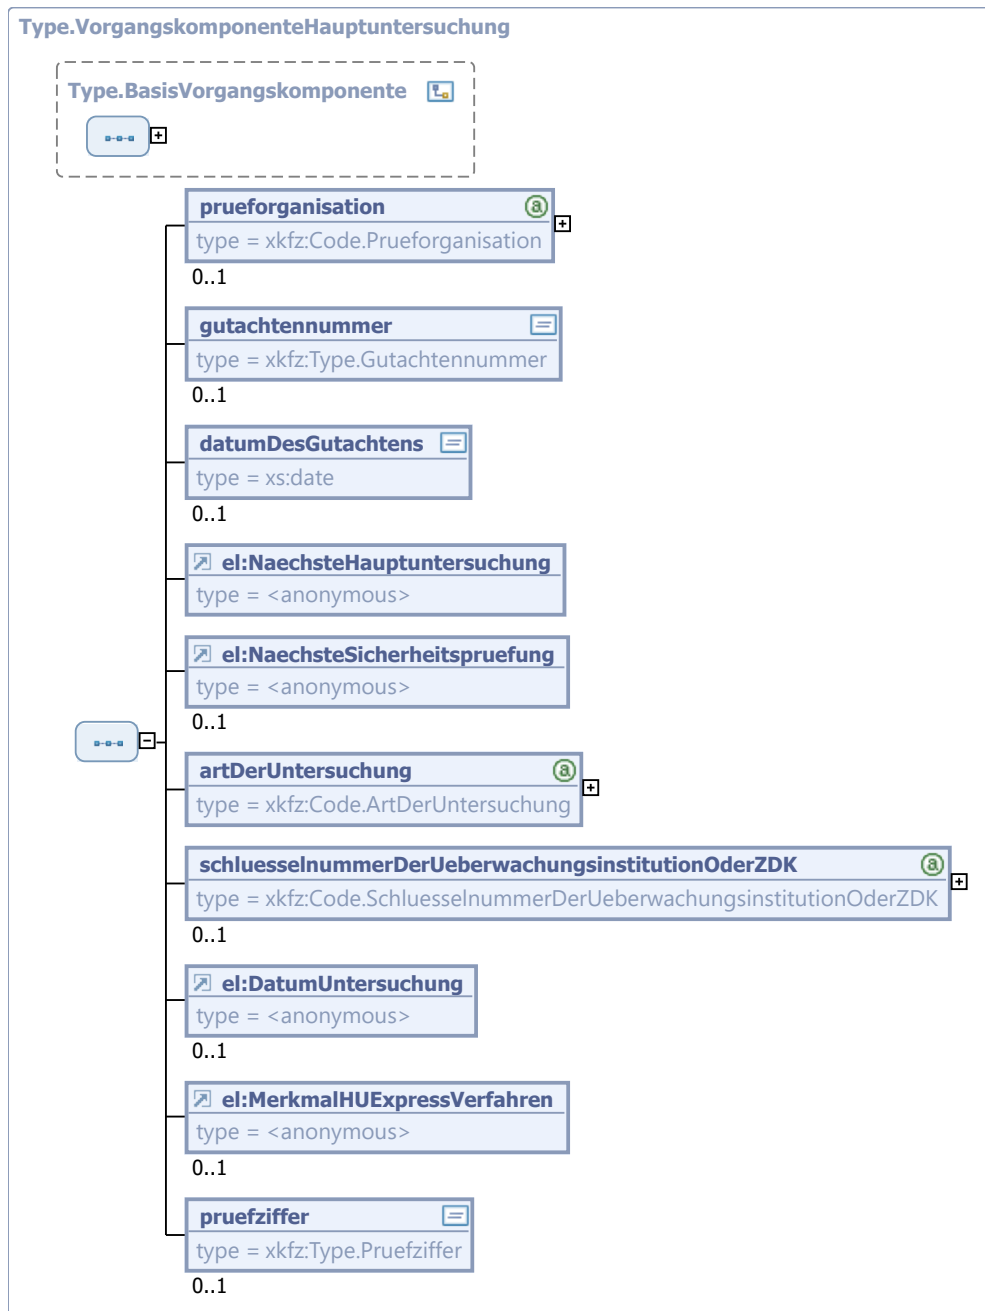 Type.VorgangskomponenteHauptuntersuchung
Type.BasisVorgangskomponente
prueforganisation
type = xkfz:Code.Prueforganisation
0..1
gutachtennummer
type = xkfz:Type.Gutachtennummer
0..1
datumDesGutachtens
type = xs:date
0..1
el:NaechsteHauptuntersuchung
type = <anonymous>
el:NaechsteSicherheitspruefung
type = <anonymous>
0..1
artDerUntersuchung
type = xkfz:Code.ArtDerUntersuchung
schluesselnummerDerUeberwachungsinstitutionOderZDK
type = xkfz:Code.SchluesselnummerDerUeberwachungsinstitutionOderZDK
0..1
el:DatumUntersuchung
type = <anonymous>
0..1
el:MerkmalHUExpressVerfahren
type = <anonymous>
0..1
pruefziffer
type = xkfz:Type.Pruefziffer
0..1